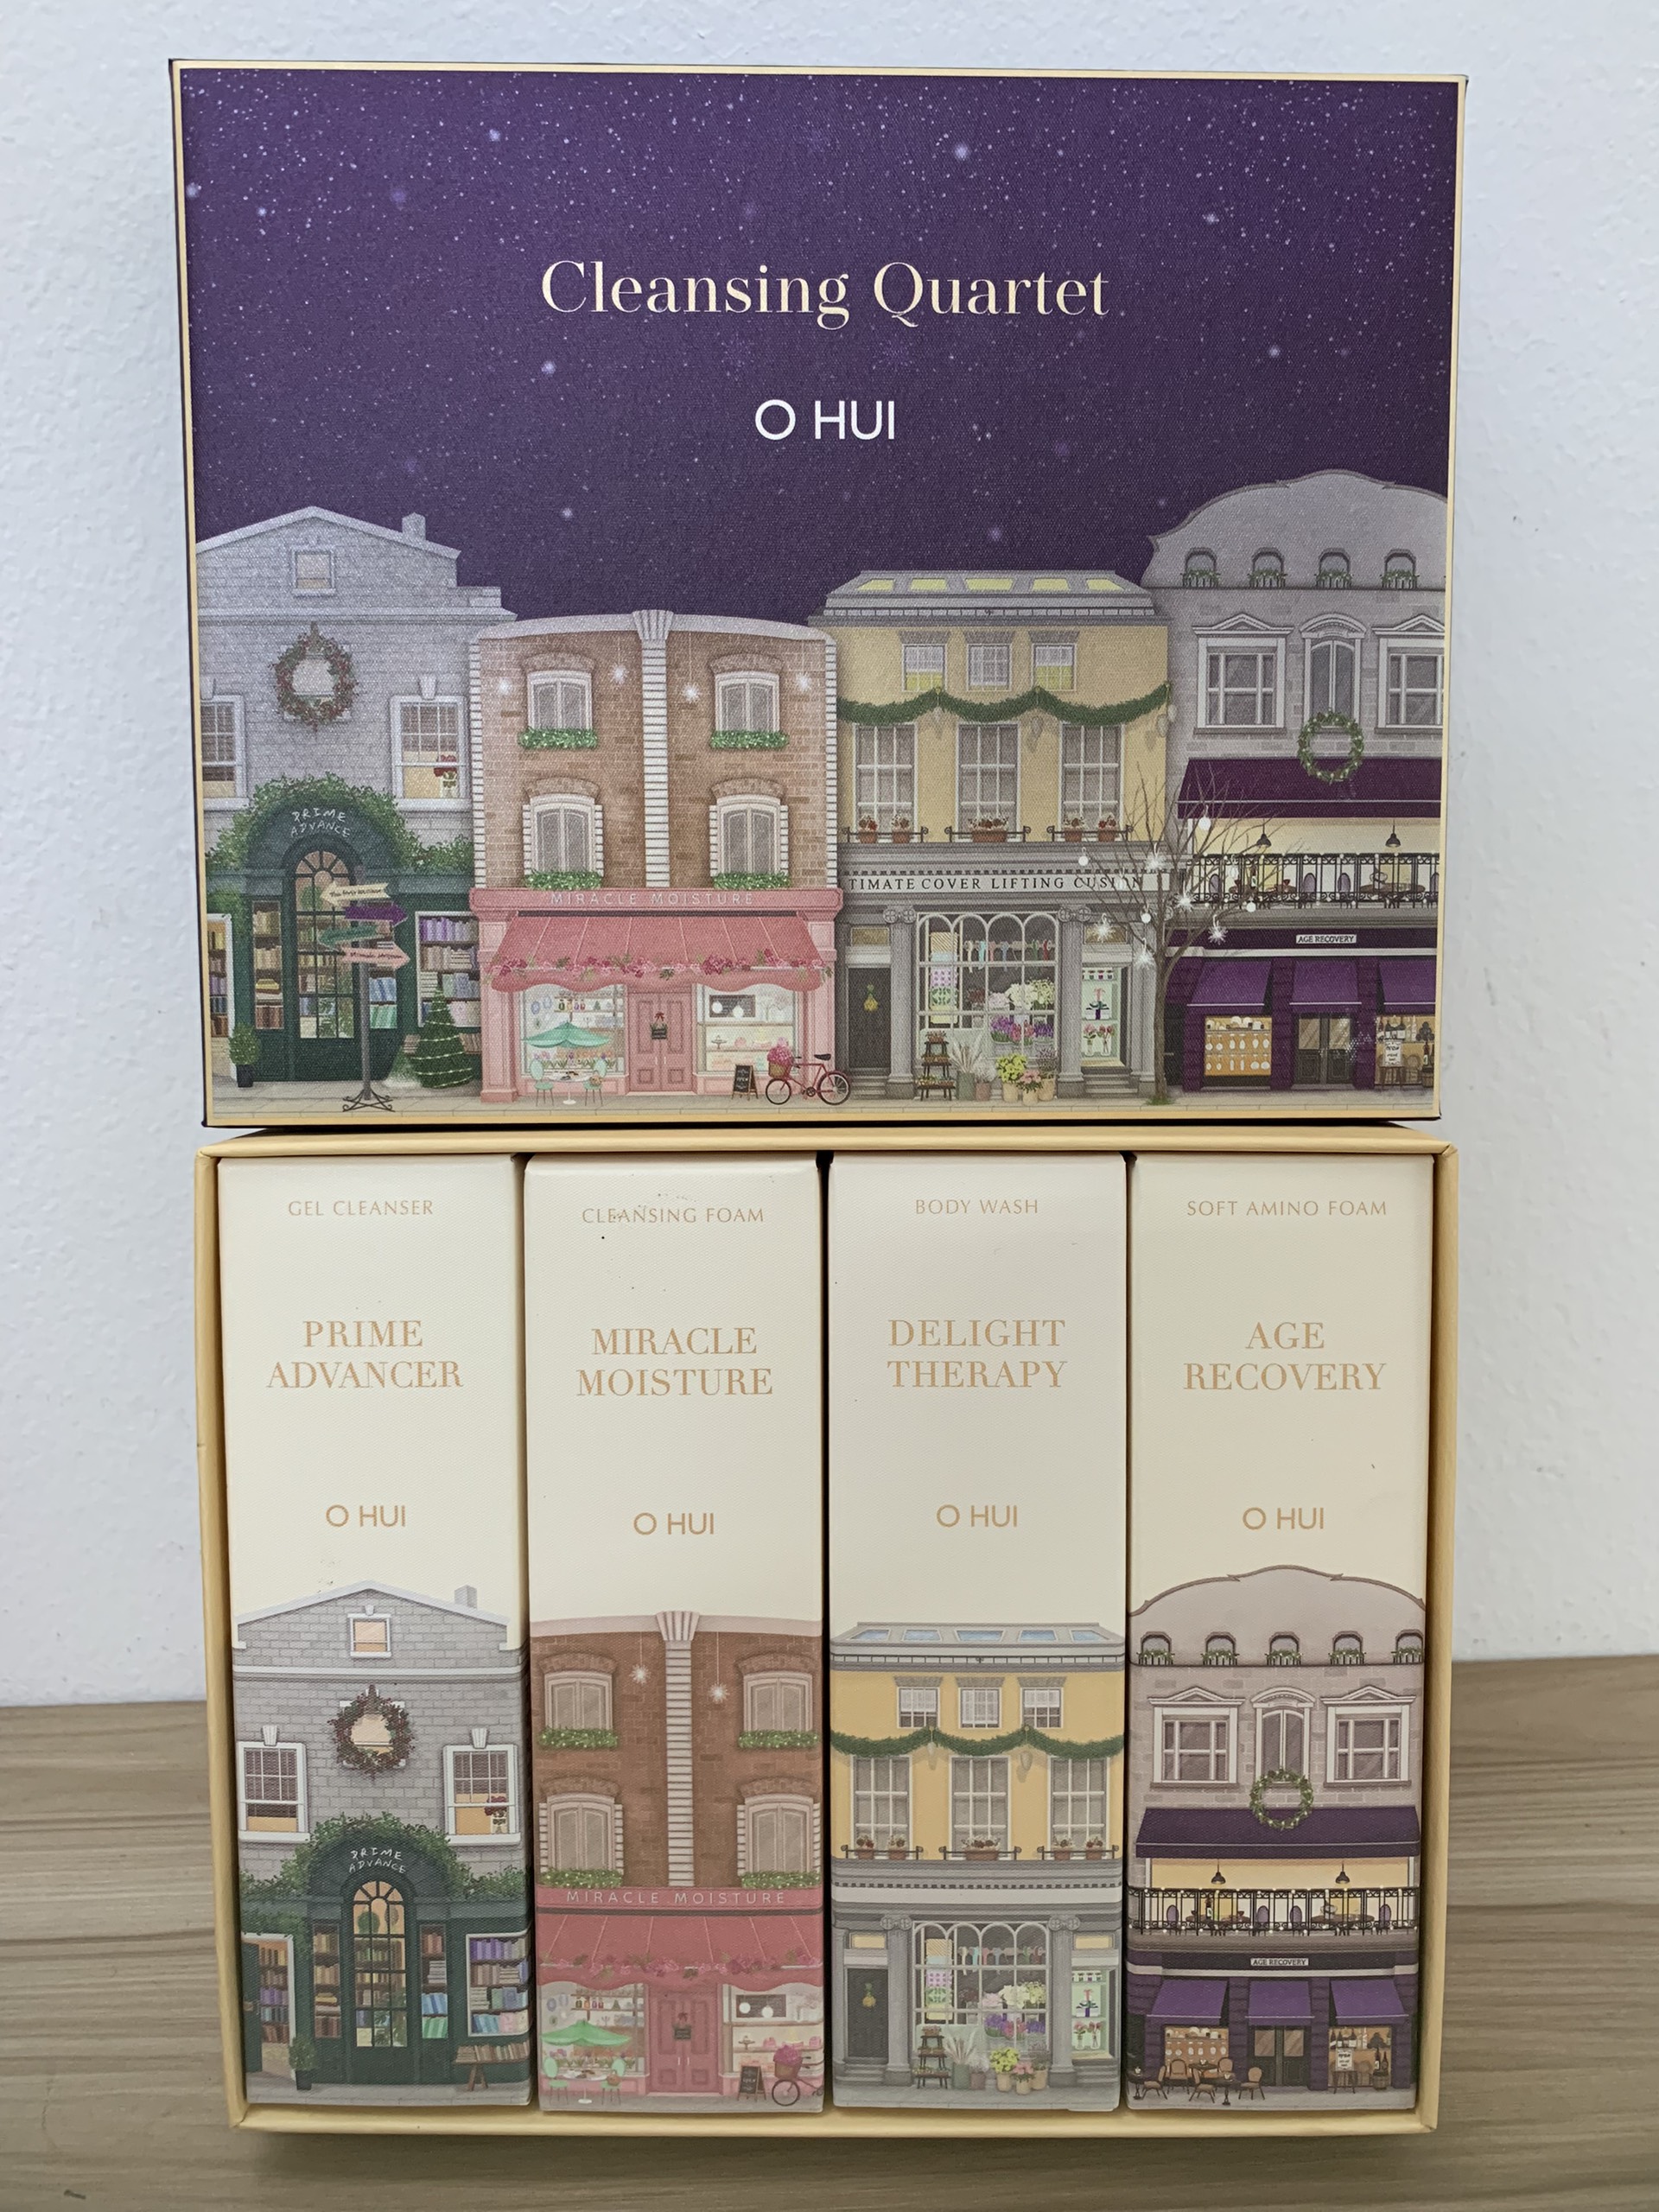 Cleansing Quartet
O HUI
PRIME
ADVANCE
MIRACLE MOISTURE
TIMATE COVER LIFTING CUSHION
AGE RECOVERY
GEL CLEANSER
PRIME
ADVANCER
O HUI
PRIME
ADVANCE
CLEANSING FOAM
MIRACLE
MOISTURE
O HUI
MIRACLE MOISTURE
BODY WASH
DELIGHT
THERAPY
O HUI
SOFT AMINO FOAM
AGE
RECOVERY
O HUI
AGE RECOVERY